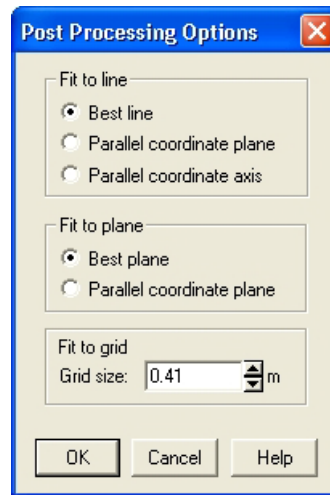 Post Processing Options
Fit to line
Best line
Parallel coordinate plane
Parallel coordinate axis
Fit to plane
Best plane
Parallel coordinate plane
Fit to grid
Grid size: 0.41 m
OK Cancel Help